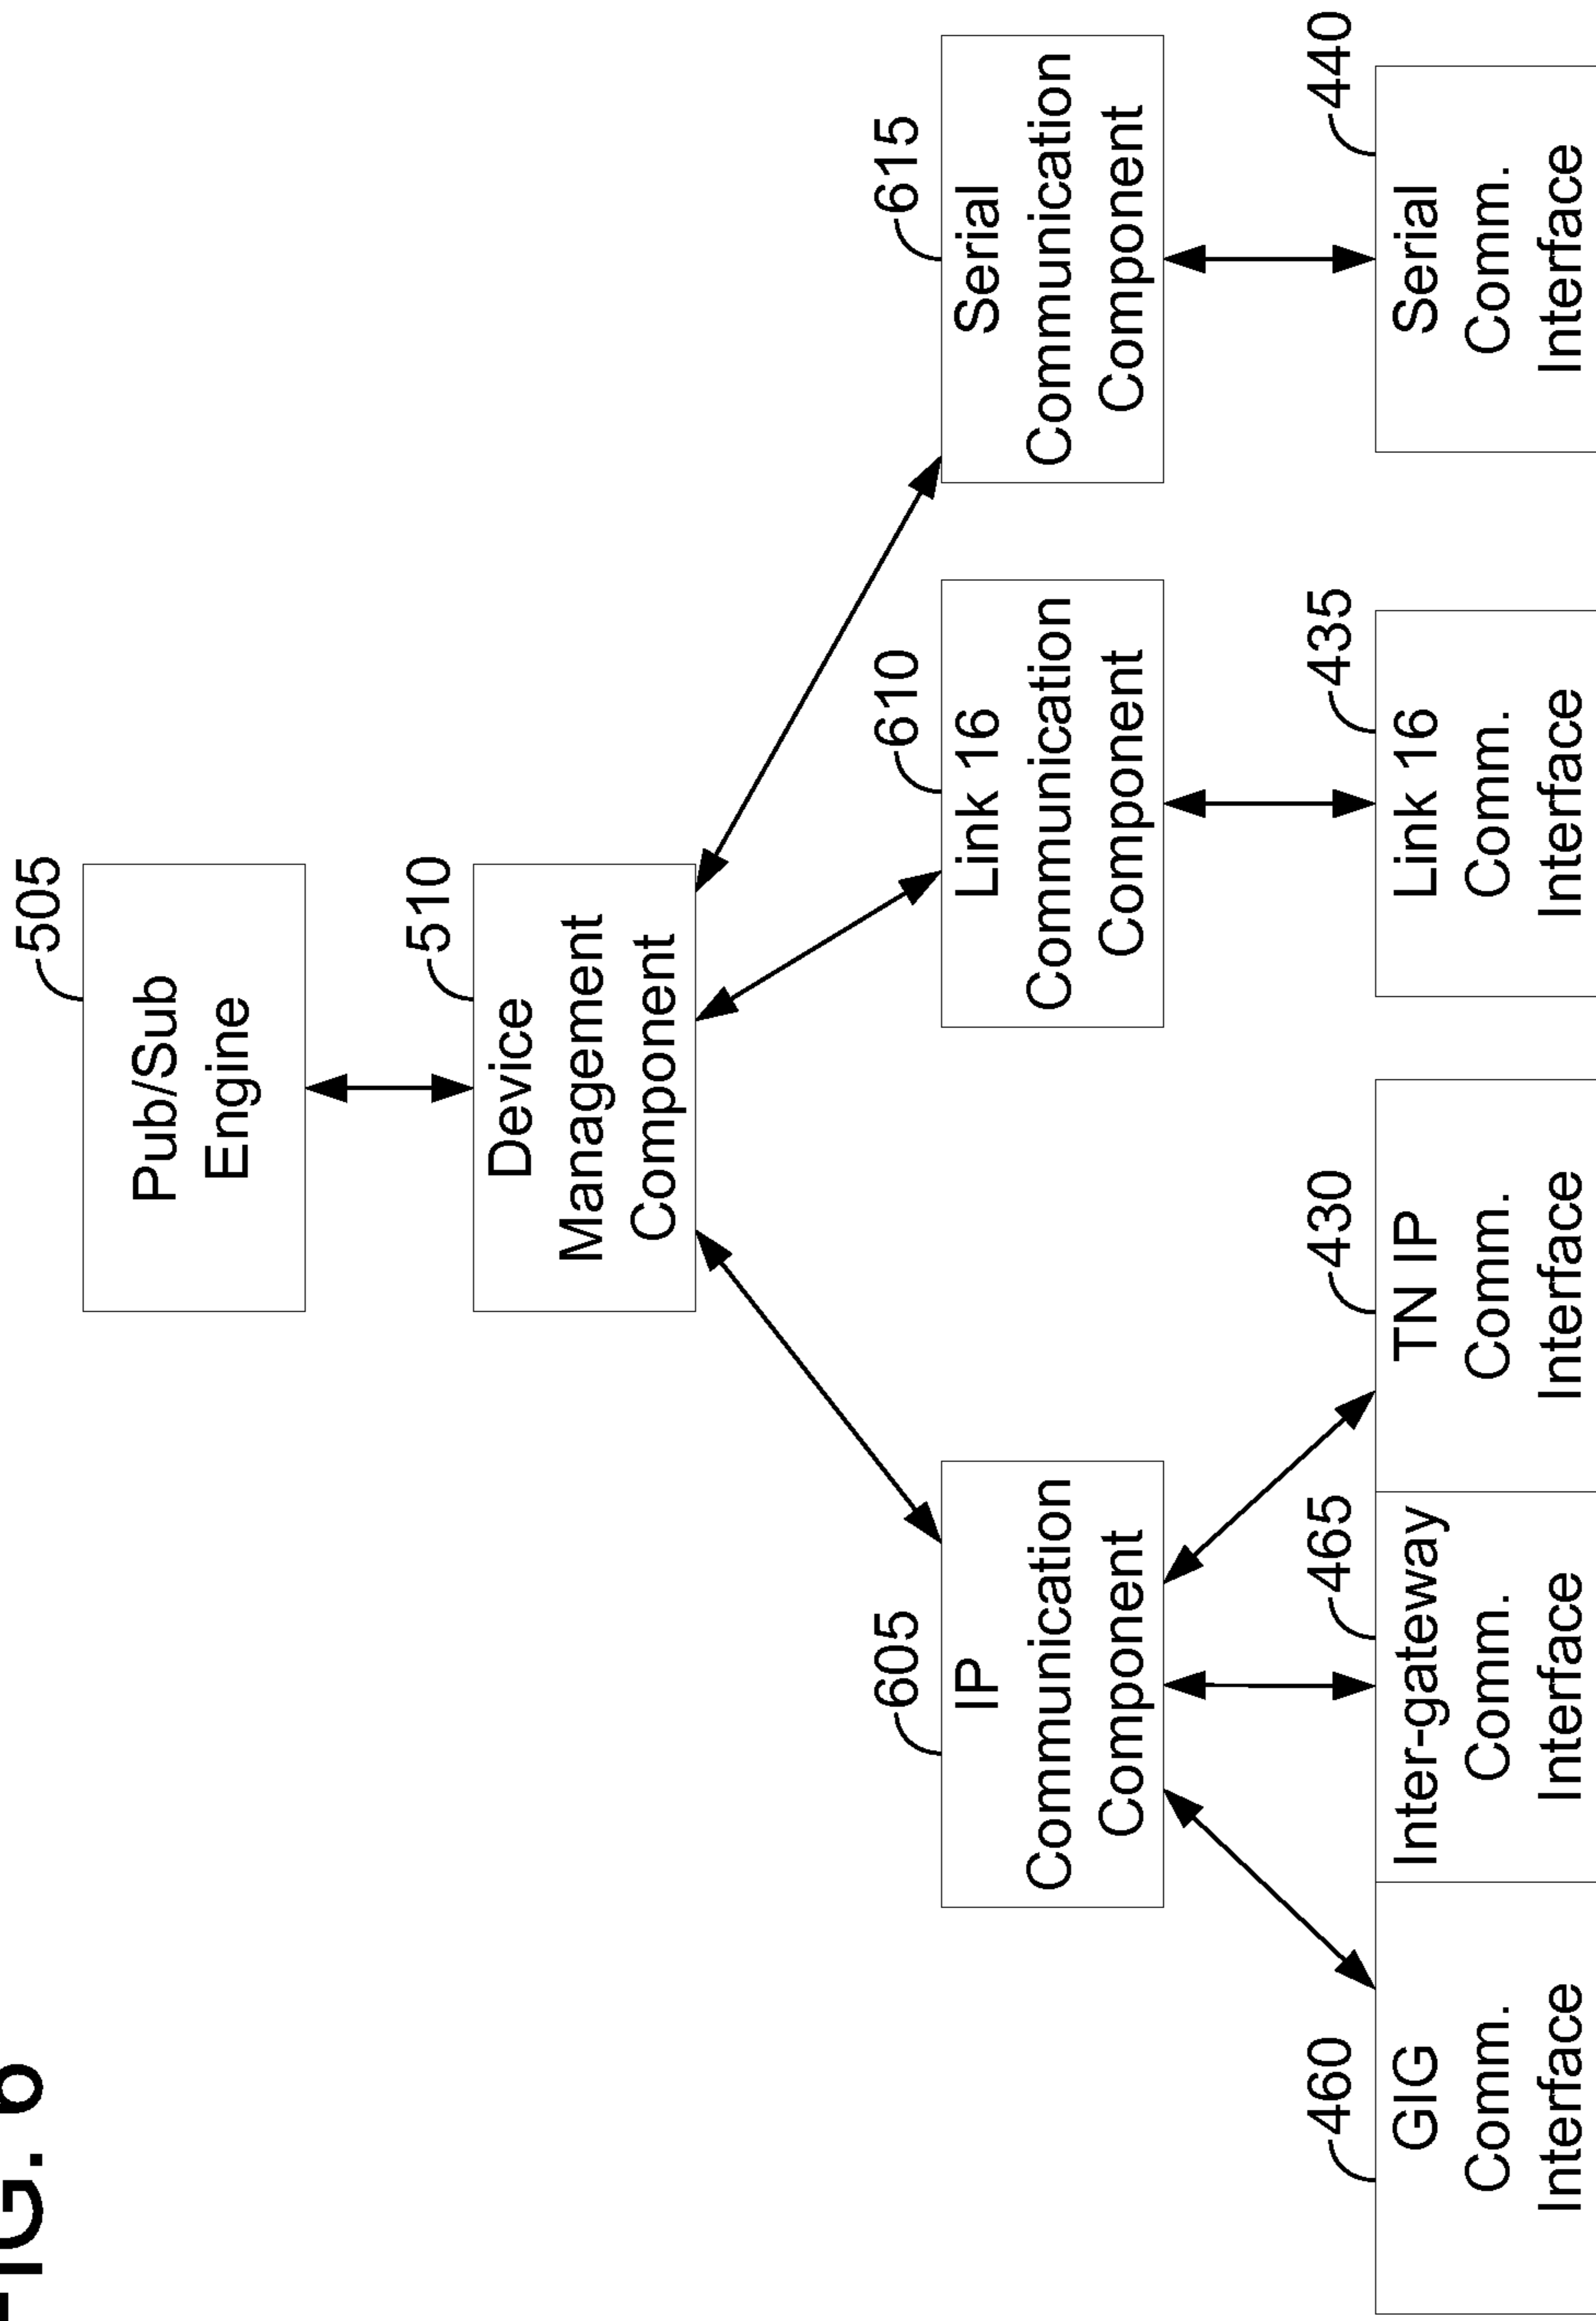 FIG. 6
505
Pub/Sub
Engine
510
Device
Management
Component
605
IP
Communication
Component
610
Link 16
Communication
Component
615
Serial
Communication
Component
460
GIG
Comm.
Interface
465
Inter-gateway
Comm.
Interface
430
TN IP
Comm.
Interface
435
Link 16
Comm.
Interface
440
Serial
Comm.
Interface